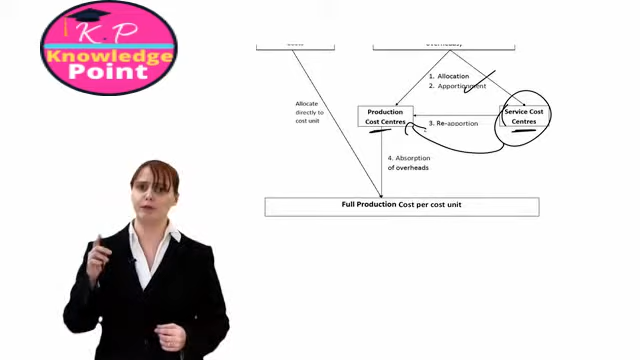 K.P
Knowledge
Point
1. Allocation
2. Apportionment
Allocate
directly to
cost unit
Production
Cost Centres
Service Cost
Centres
3. Re-apportion
4. Absorption
of overheads
Full Production Cost per cost unit